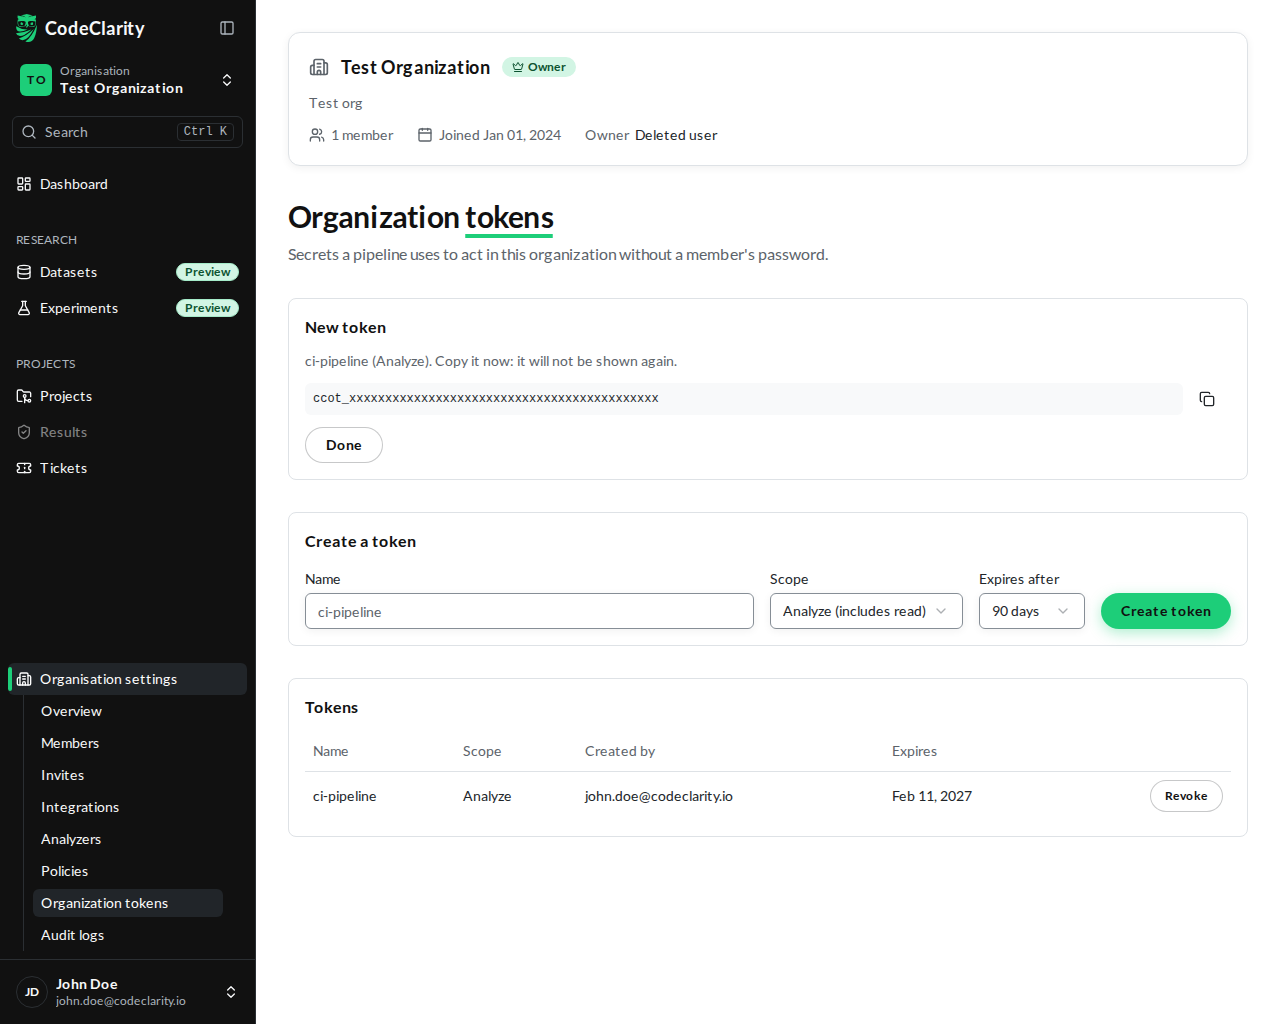 CodeClarity
TO
Organisation
Test Organization
Search
Ctrl K
Dashboard
RESEARCH
Datasets
Preview
Experiments
Preview
PROJECTS
Projects
Results
Tickets
Organisation settings
Overview
Members
Invites
Integrations
Analyzers
Policies
Organization tokens
Audit logs
JD
John Doe
john.doe@codeclarity.io
Test Organization
Owner
Test org
1 member
Joined Jan 01, 2024
Owner Deleted user
Organization tokens
Secrets a pipeline uses to act in this organization without a member's password.
New token
ci-pipeline (Analyze). Copy it now: it will not be shown again.
ccot_xxxxxxxxxxxxxxxxxxxxxxxxxxxxxxxxxxxxxxxxxxx
Done
Create a token
Name
Scope
Expires after
ci-pipeline
Analyze (includes read)
90 days
Create token
Tokens
Name
Scope
Created by
Expires
ci-pipeline
Analyze
john.doe@codeclarity.io
Feb 11, 2027
Revoke